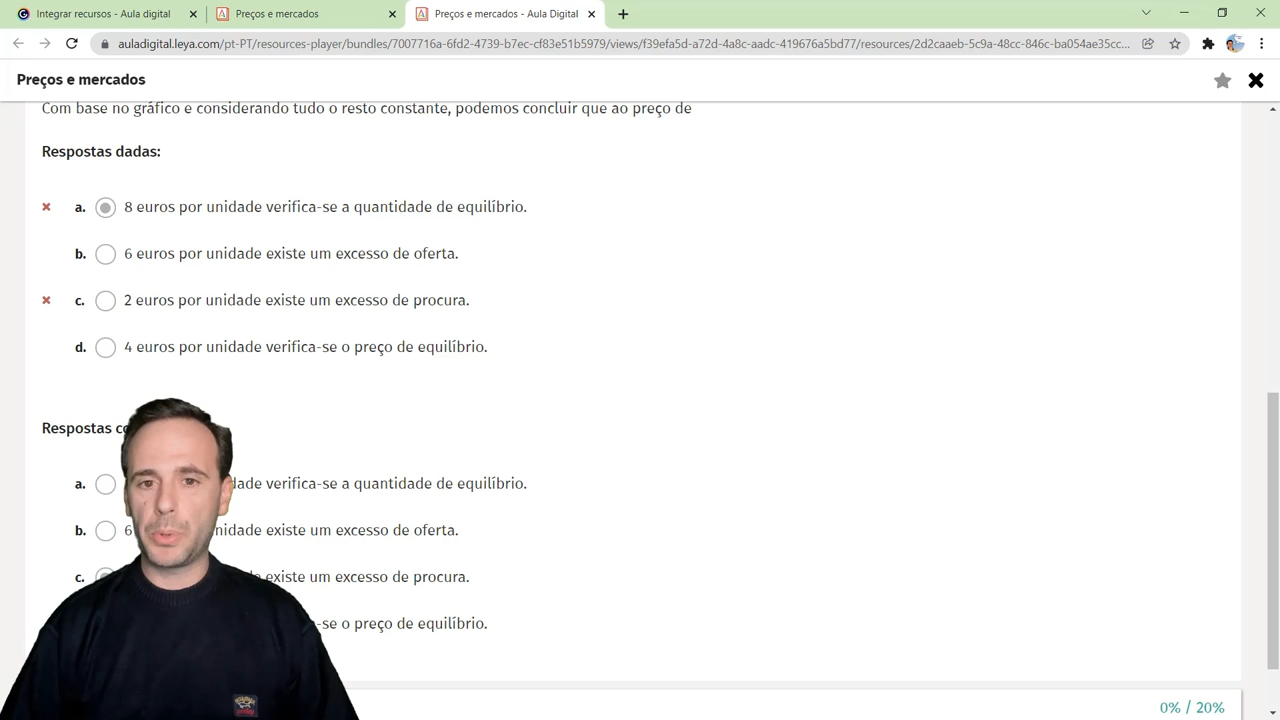 Integrar recursos - Aula digital
Preços e mercados
Preços e mercados - Aula Digital
auladigital.leya.com/pt-PT/resources-player/bundles/7007716a-6fd2-4739-b7ec-c383e51b5979/views/f39efa5d-a72d-4a8c-aadc-419676a5bd77/resources/2d2caaeb-5c9a-48cc-846c-ba054ae35cc...
Preços e mercados
Com base no gráfico e considerando tudo o resto constante, podemos concluir que ao preço de
Respostas dadas:
a. 8 euros por unidade verifica-se a quantidade de equilíbrio.
b. 6 euros por unidade existe um excesso de oferta.
c. 2 euros por unidade existe um excesso de procura.
d. 4 euros por unidade verifica-se o preço de equilíbrio.
Respostas
a. verifica-se a quantidade de equilíbrio.
b. 6 existe um excesso de oferta.
c. existe um excesso de procura.
o preço de equilíbrio.
0% / 20%